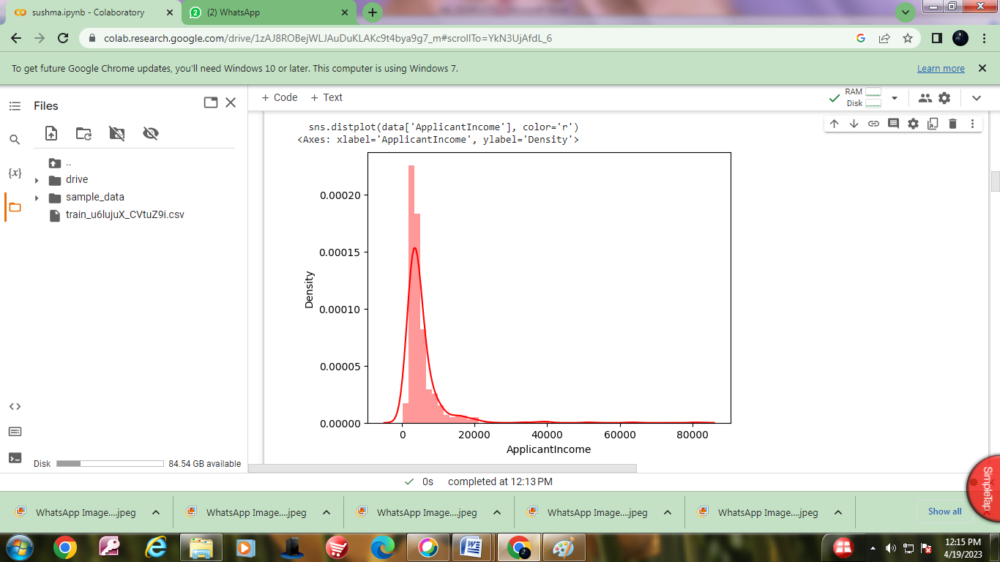 sushma.ipynb - Colaboratory
(2) WhatsApp
colab.research.google.com/drive/1zAJ8ROBejWLJAuDuKLAKc9t4bya9g7_m#scrollTo=YkN3UjAfdL_6
To get future Google Chrome updates, you'll need Windows 10 or later. This computer is using Windows 7.
Learn more
Files
+ Code + Text
RAM
Disk
..
drive
sample_data
train_u6lujuX_CVtuZ9i.csv
Disk
84.54 GB available
sns.distplot(data['ApplicantIncome'], color='r')
<Axes: xlabel='ApplicantIncome', ylabel='Density'>
0.00020
0.00015
0.00010
0.00005
0.00000
Density
0 20000 40000 60000 80000
ApplicantIncome
0s completed at 12:13 PM
SimpleTap
WhatsApp Image....jpeg
WhatsApp Image....jpeg
WhatsApp Image....jpeg
WhatsApp Image....jpeg
WhatsApp Image....jpeg
Show all
12:15 PM
4/19/2023